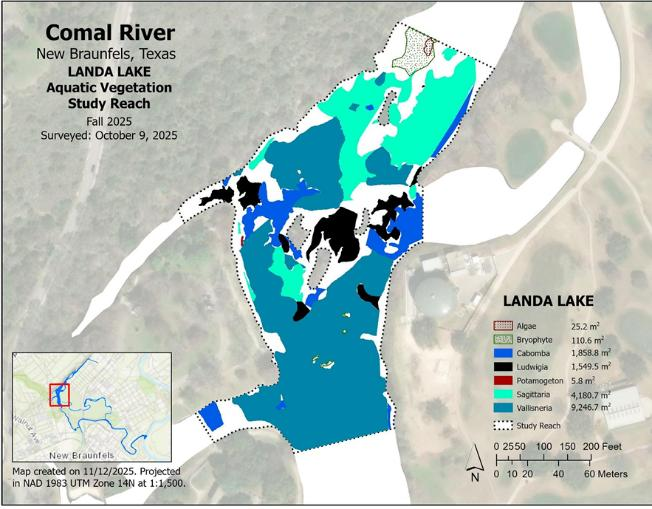 Comal River
New Braunfels, Texas
LANDA LAKE
Aquatic Vegetation
Study Reach
Fall 2025
Surveyed: October 9, 2025
LANDA LAKE
Algae 25.2 m²
Bryophyte 110.6 m²
Cabomba 1,858.8 m²
Ludwigia 1,549.5 m²
Potamogeton 5.8 m²
Sagittaria 4,180.7 m²
Vallisneria 9,246.7 m²
Study Reach
0 25 50 100 150 200 Feet
0 10 20 40 60 Meters
N
Walnut Ave
New Braunfels
Map created on 11/12/2025. Projected
in NAD 1983 UTM Zone 14N at 1:1,500.